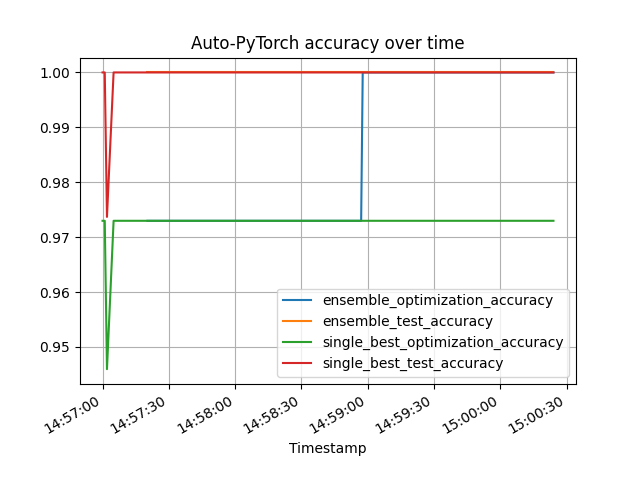 Auto-PyTorch accuracy over time
1.00
0.99
0.98
0.97
0.96
0.95
ensemble_optimization_accuracy
ensemble_test_accuracy
single_best_optimization_accuracy
single_best_test_accuracy
14:57:00
14:57:30
14:58:00
14:58:30
14:59:00
14:59:30
15:00:00
15:00:30
Timestamp